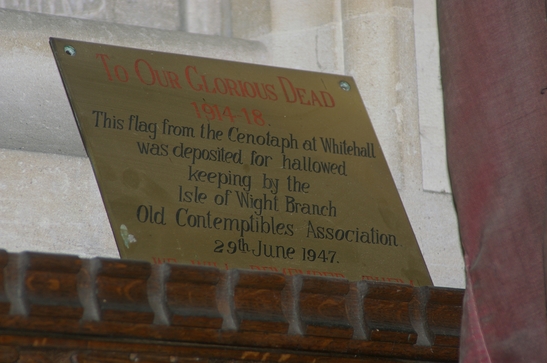 To Our Glorious Dead
1914-18.
This flag from the Cenotaph at Whitehall
was deposited for hallowed
keeping by the
Isle of Wight Branch
Old Contemptibles Association.
29th June 1947.